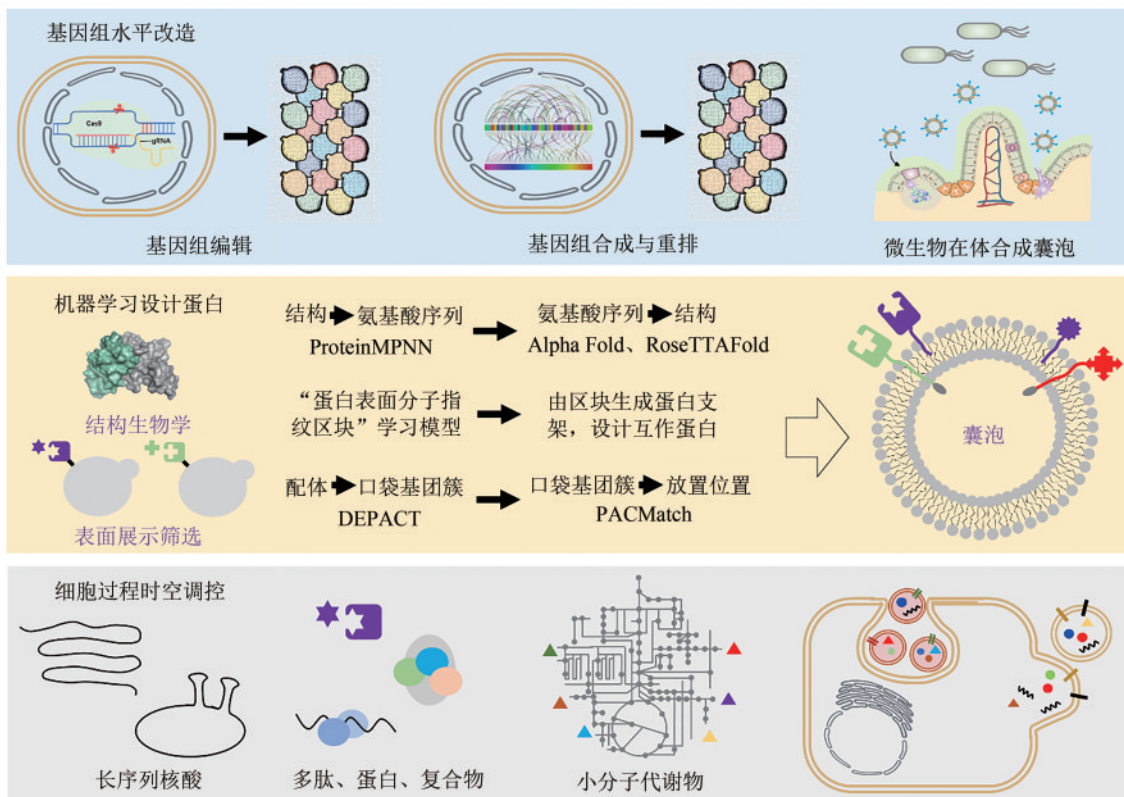 基因组水平改造
Cas9
gRNA
基因组编辑
基因组合成与重排
微生物在体合成囊泡
机器学习设计蛋白
结构生物学
表面展示筛选
结构 氨基酸序列
ProteinMPNN
氨基酸序列 结构
Alpha Fold、RoseTTAFold
“蛋白表面分子指
纹区块”学习模型
由区块生成蛋白支
架，设计互作蛋白
配体 口袋基团簇
DEPACT
口袋基团簇 放置位置
PACMatch
囊泡
细胞过程时空调控
长序列核酸
多肽、蛋白、复合物
小分子代谢物